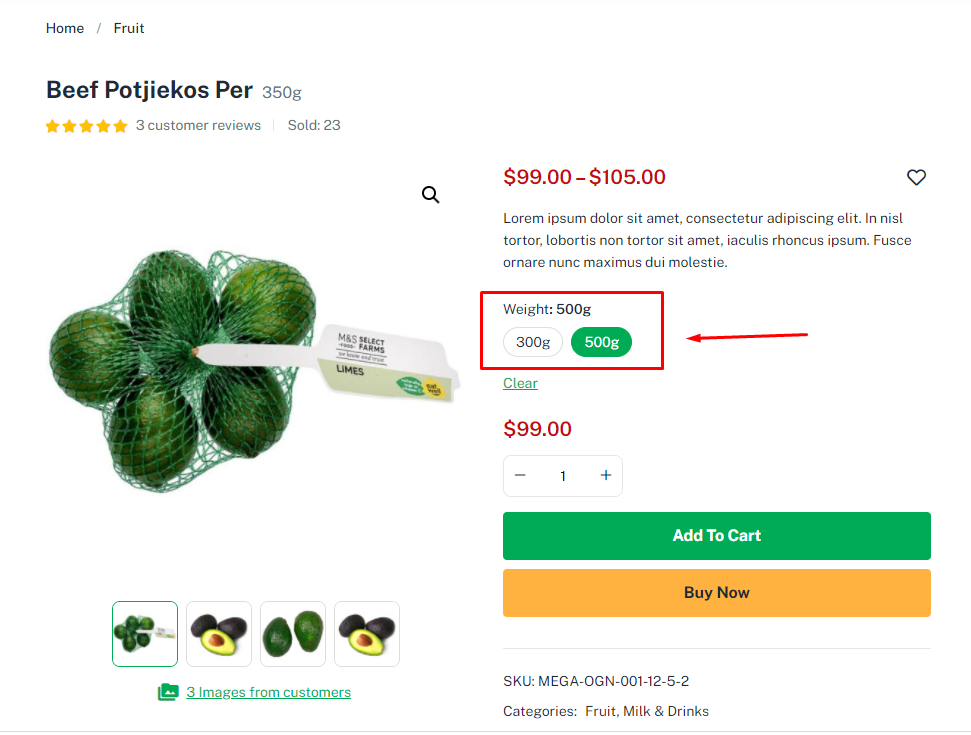 Home / Fruit
Beef Potjiekos Per 350g
3 customer reviews Sold: 23
$99.00 – $105.00
Lorem ipsum dolor sit amet, consectetur adipiscing elit. In nisl
tortor, lobortis non tortor sit amet, iaculis rhoncus ipsum. Fusce
ornare nunc maximus dui molestie.
Weight: 500g
300g 500g
Clear
$99.00
− 1 +
Add To Cart
Buy Now
M&S SELECT
FOOD FARMS
we know and trust
LIMES
eat well
3 Images from customers
SKU: MEGA-OGN-001-12-5-2
Categories: Fruit, Milk & Drinks